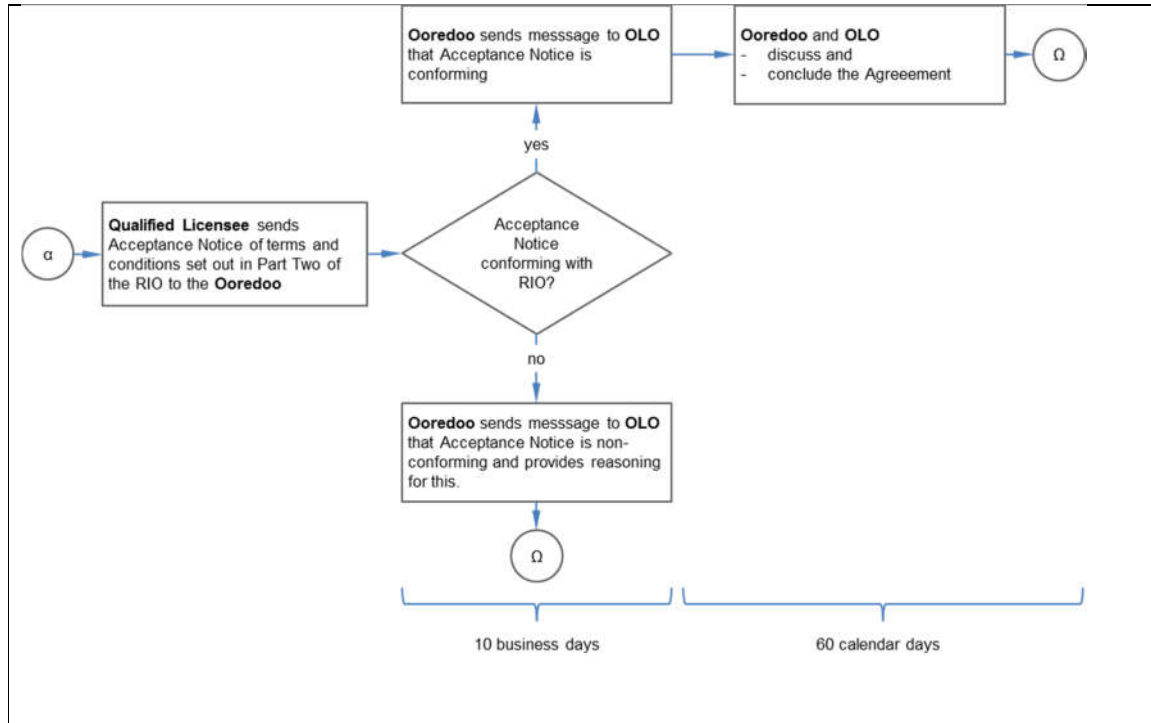 Ooredoo sends messsage to OLO
that Acceptance Notice is
conforming
Ooredoo and OLO
- discuss and
- conclude the Agreeement
Ω
yes
α
Qualified Licensee sends
Acceptance Notice of terms and
conditions set out in Part Two of
the RIO to the Ooredoo
Acceptance
Notice
conforming with
RIO?
no
Ooredoo sends messsage to OLO
that Acceptance Notice is non-
conforming and provides reasoning
for this.
Ω
10 business days
60 calendar days